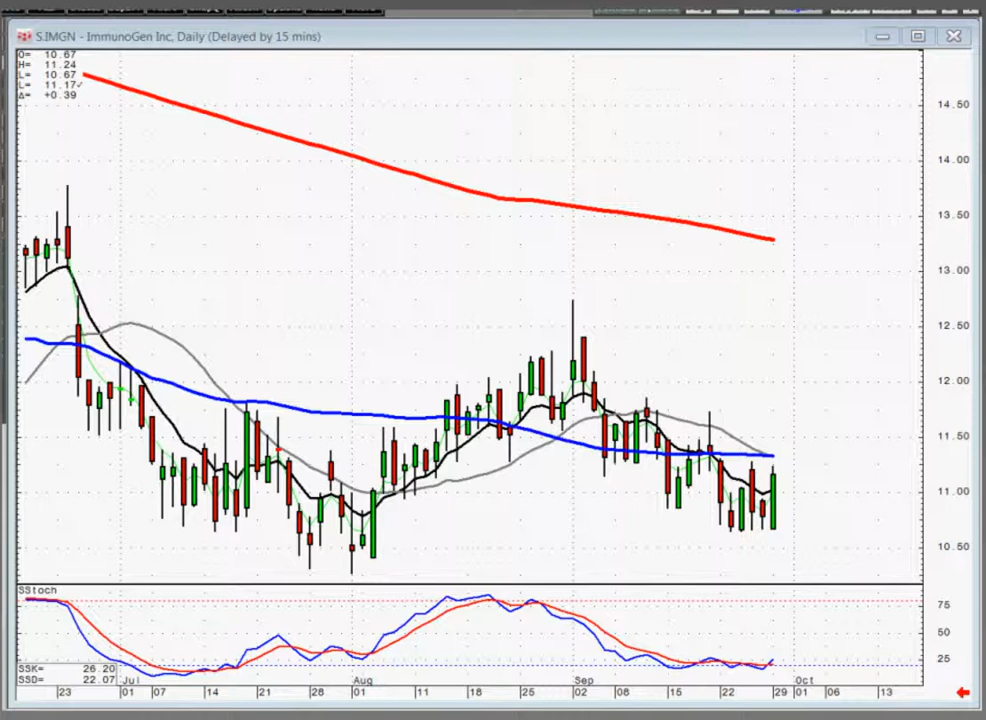 S.IMGN - ImmunoGen Inc, Daily (Delayed by 15 mins)
O= 10.67
H= 11.24
L= 10.67
L= 11.17✓
Δ= +0.39
14.50
14.00
13.50
13.00
12.50
12.00
11.50
11.00
10.50
SStoch
75
50
25
SSK= 26.20
SSD= 22.07
Jul Aug Sep Oct
23 01 07 14 21 28 01 11 18 25 02 08 15 22 29 01 06 13